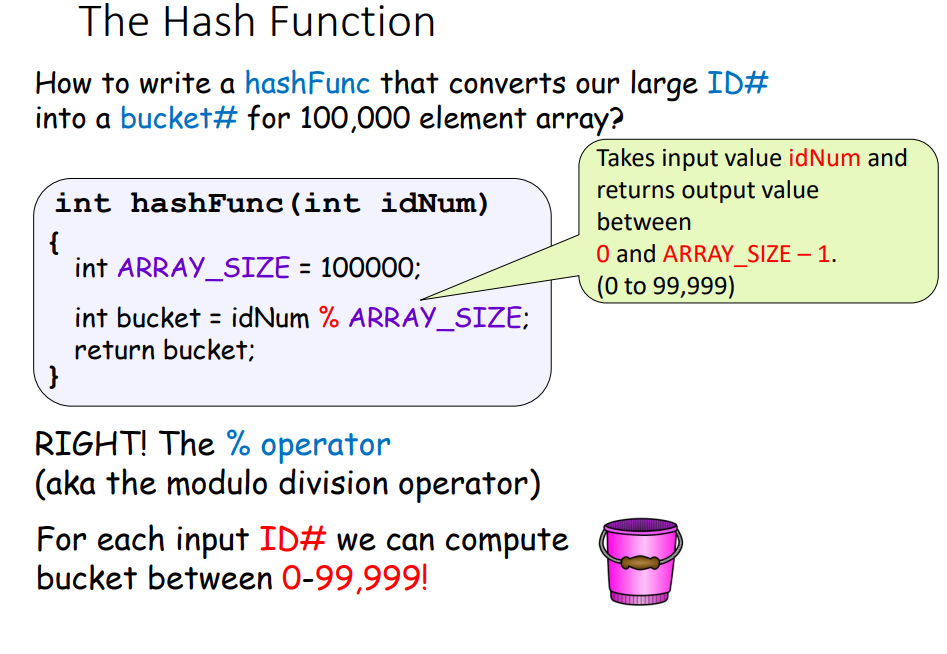 The Hash Function
How to write a hashFunc that converts our large ID#
into a bucket# for 100,000 element array?
Takes input value idNum and
returns output value
between
0 and ARRAY_SIZE – 1.
(0 to 99,999)
int hashFunc(int idNum)
{
int ARRAY_SIZE = 100000;
int bucket = idNum % ARRAY_SIZE;
return bucket;
}
RIGHT! The % operator
(aka the modulo division operator)
For each input ID# we can compute
bucket between 0-99,999!